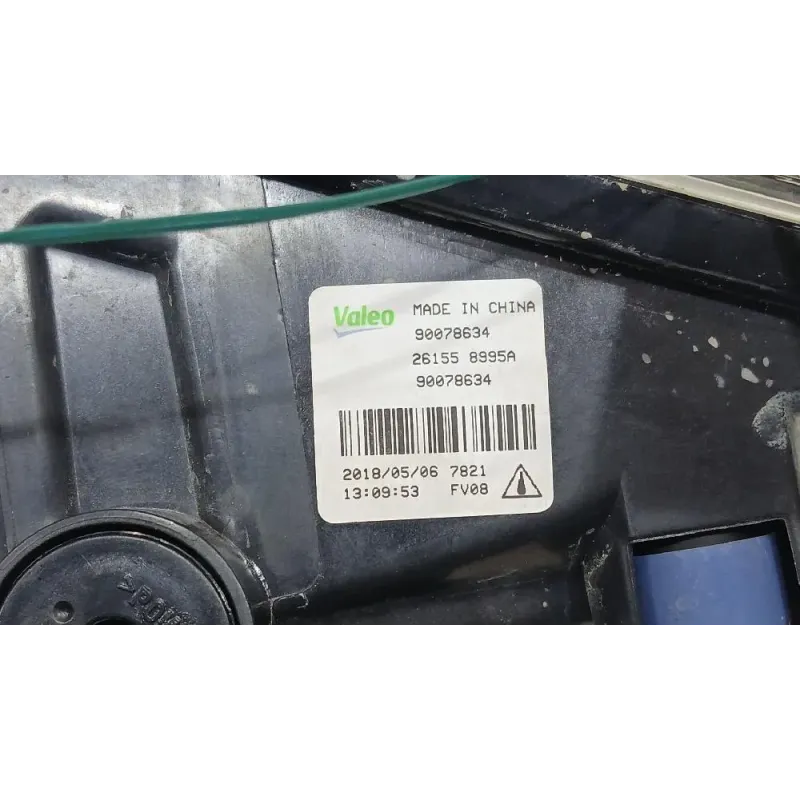 Valeo MADE IN CHINA
90078634
26155 8995A
90078634
2018/05/06 7821
13:09:53 FV08